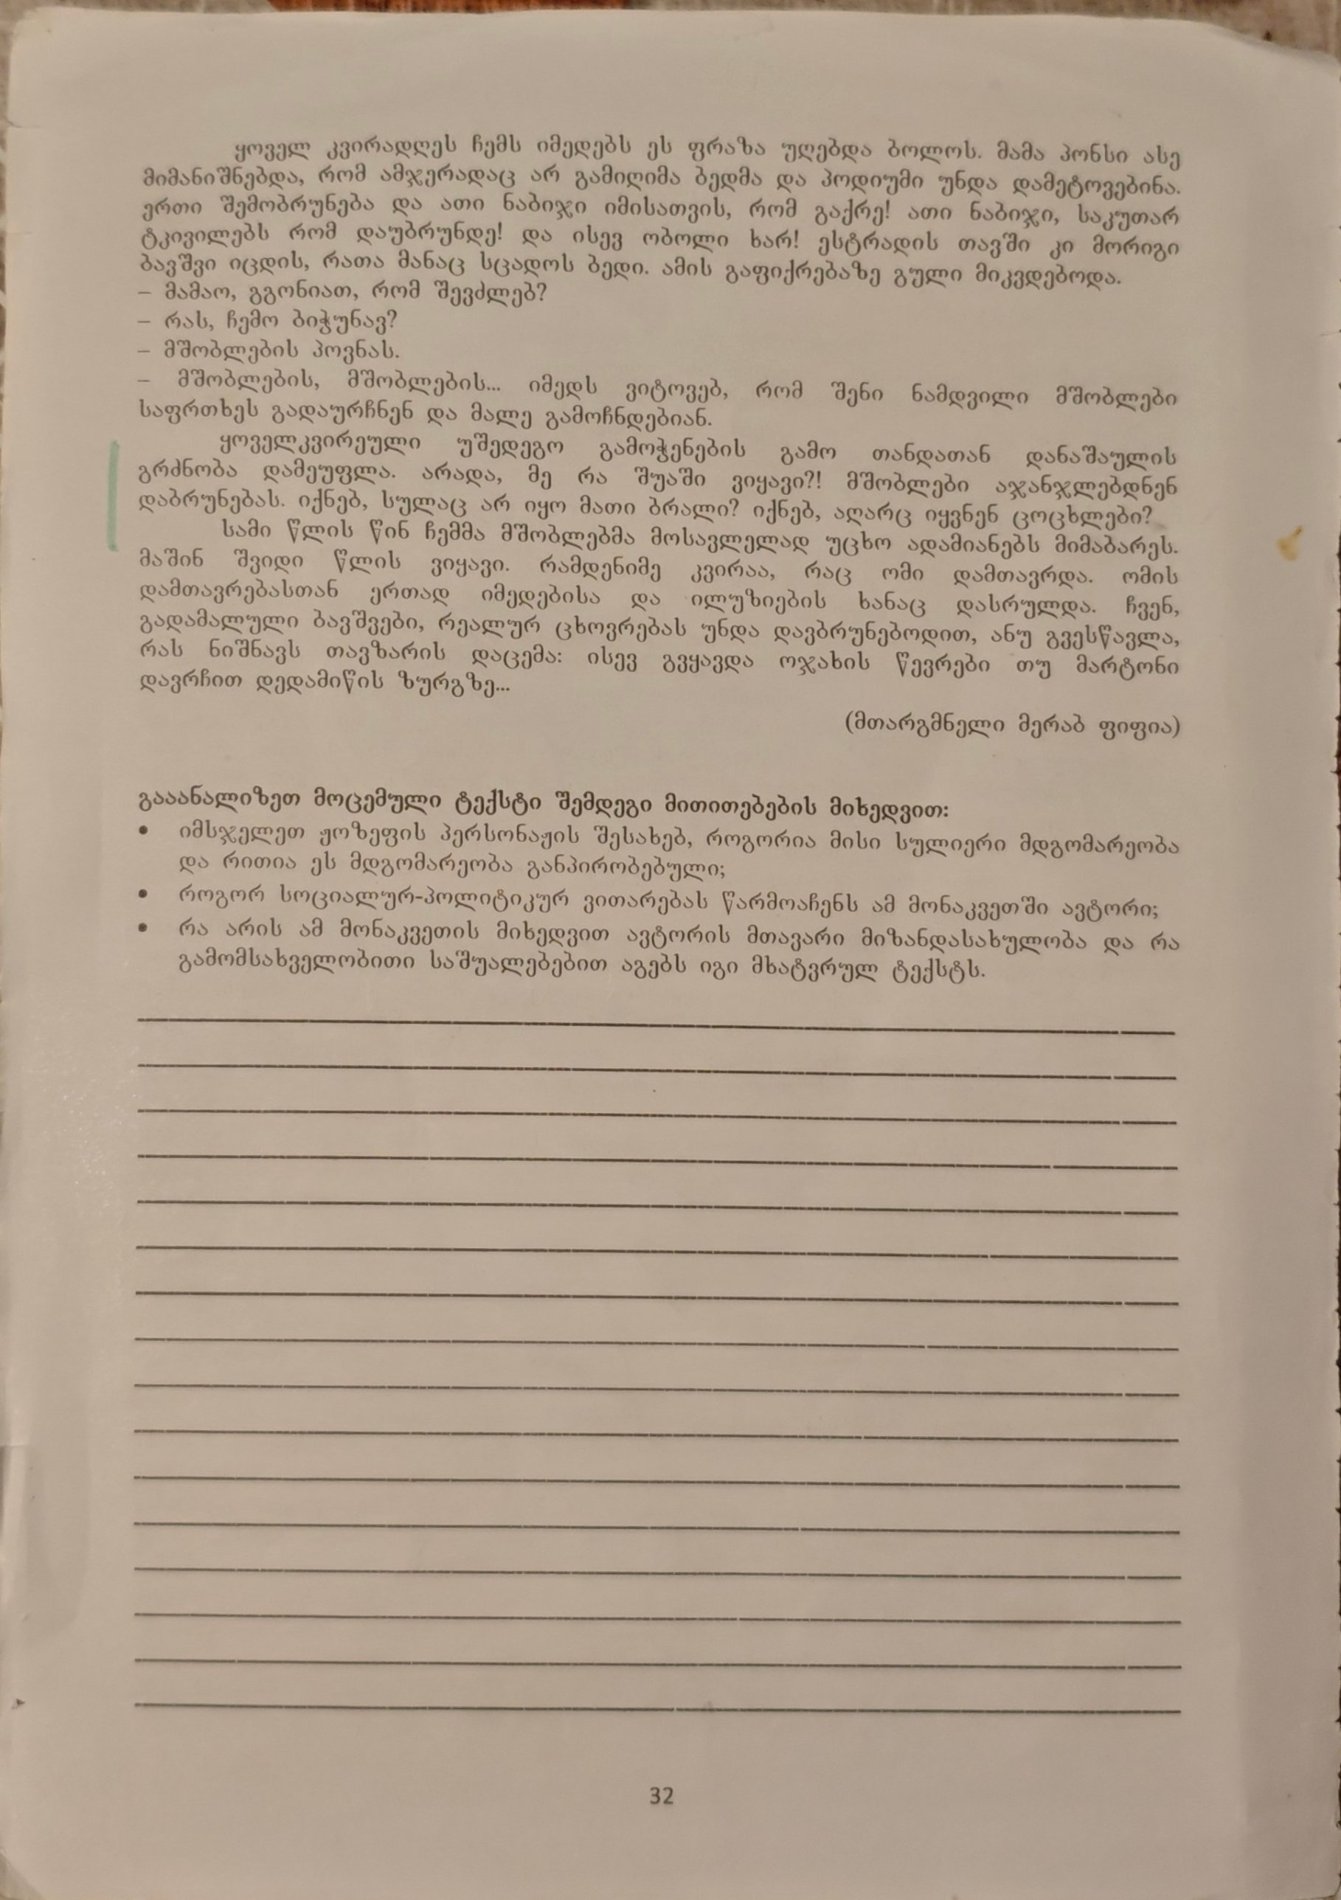 ყოველ კვირადღეს ჩემს იმედებს ეს ფრაზა უღებდა ბოლოს. მამა პონსი ასე
მიმანიშნებდა, რომ ამჯერადაც არ გამიღიმა ბედმა და პოდიუმი უნდა დამეტოვებინა.
ერთი შემობრუნება და ათი ნაბიჯი იმისათვის, რომ გაქრე! ათი ნაბიჯი, საკუთარ
ტკივილებს რომ დაუბრუნდე! და ისევ ობოლი ხარ! ესტრადის თავში კი მორიგი
ბავშვი იცდის, რათა მანაც სცადოს ბედი. ამის გაფიქრებაზე გული მიკვდებოდა.
– მამაო, გგონიათ, რომ შევძლებ?
– რას, ჩემო ბიჭუნავ?
– მშობლების პოვნას.
– მშობლების, მშობლების... იმედს ვიტოვებ, რომ შენი ნამდვილი მშობლები
საფრთხეს გადაურჩნენ და მალე გამოჩნდებიან.
ყოველკვირეული უშედეგო გამოჭენების გამო თანდათან დანაშაულის
გრძნობა დამეუფლა. არადა, მე რა შუაში ვიყავი?! მშობლები აჯანჯლებდნენ
დაბრუნებას. იქნებ, სულაც არ იყო მათი ბრალი? იქნებ, აღარც იყვნენ ცოცხლები?
სამი წლის წინ ჩემმა მშობლებმა მოსავლელად უცხო ადამიანებს მიმაბარეს.
მაშინ შვიდი წლის ვიყავი. რამდენიმე კვირაა, რაც ომი დამთავრდა. ომის
დამთავრებასთან ერთად იმედებისა და ილუზიების ხანაც დასრულდა. ჩვენ,
გადამალული ბავშვები, რეალურ ცხოვრებას უნდა დავბრუნებოდით, ანუ გვესწავლა,
რას ნიშნავს თავზარის დაცემა: ისევ გვყავდა ოჯახის წევრები თუ მარტონი
დავრჩით დედამიწის ზურგზე...
(მთარგმნელი მერაბ ფიფია)
გააანალიზეთ მოცემული ტექსტი შემდეგი მითითებების მიხედვით:
• იმსჯელეთ ჟოზეფის პერსონაჟის შესახებ, როგორია მისი სულიერი მდგომარეობა
და რითია ეს მდგომარეობა განპირობებული;
• როგორ სოციალურ-პოლიტიკურ ვითარებას წარმოაჩენს ამ მონაკვეთში ავტორი;
• რა არის ამ მონაკვეთის მიხედვით ავტორის მთავარი მიზანდასახულობა და რა
გამომსახველობითი საშუალებებით აგებს იგი მხატვრულ ტექსტს.
32